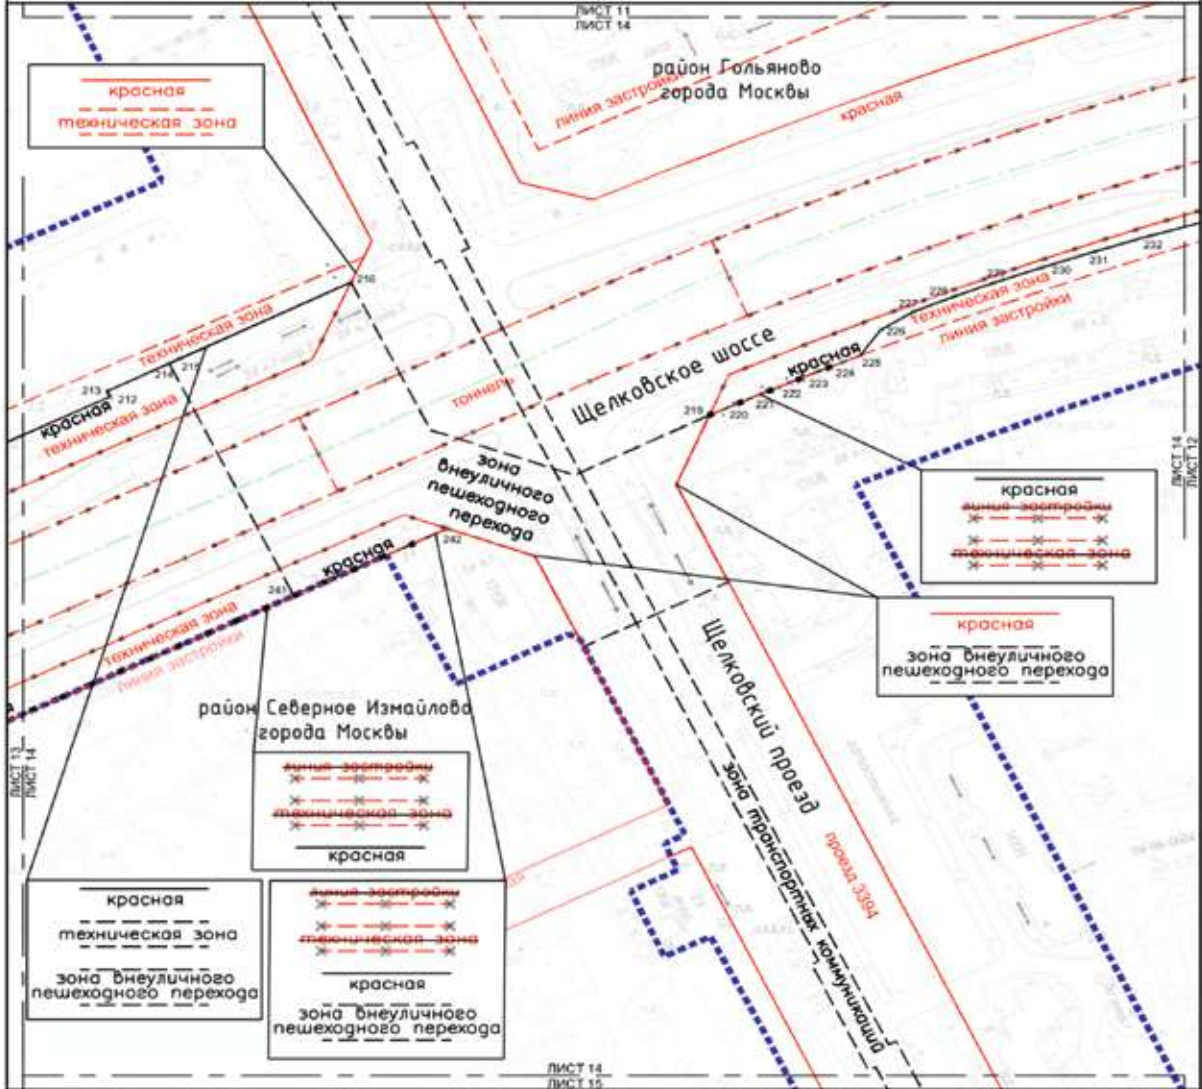 ЛИСТ 11
ЛИСТ 14
район Гольяново
города Москвы
линия застройки
красная
красная
техническая зона
216
техническая зона
215
214
213
212
красная
техническая зона
тоннель
Щелковское шоссе
232
231
230
229
228
227
226
225
224
223
222
221
220
219
техническая зона
линия застройки
красная
зона
внеуличного
пешеходного
перехода
красная
242
241
техническая зона
линия застройки
ЛИСТ 14
ЛИСТ 12
красная
линия застройки
техническая зона
красная
зона внеуличного
пешеходного перехода
район Северное Измайлово
города Москвы
Щелковский проезд
зона транспортных коммуникаций
проезд 3394
ЛИСТ 13
ЛИСТ 14
линия застройки
техническая зона
красная
красная
техническая зона
зона внеуличного
пешеходного перехода
линия застройки
техническая зона
красная
зона внеуличного
пешеходного перехода
ЛИСТ 14
ЛИСТ 15